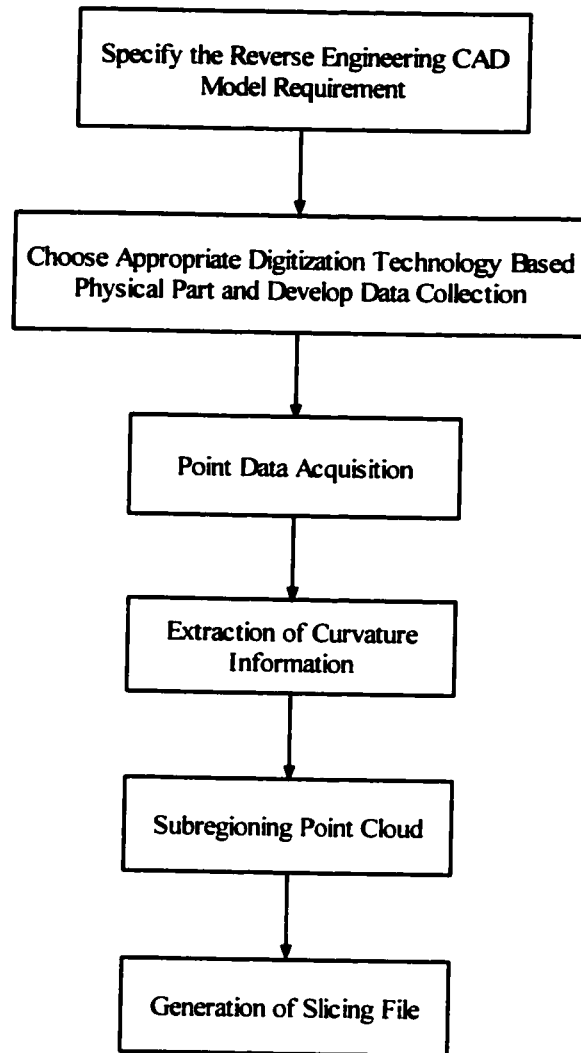 Specify the Reverse Engineering CAD
Model Requirement
Choose Appropriate Digitization Technology Based
Physical Part and Develop Data Collection
Point Data Acquisition
Extraction of Curvature
Information
Subregioning Point Cloud
Generation of Slicing File